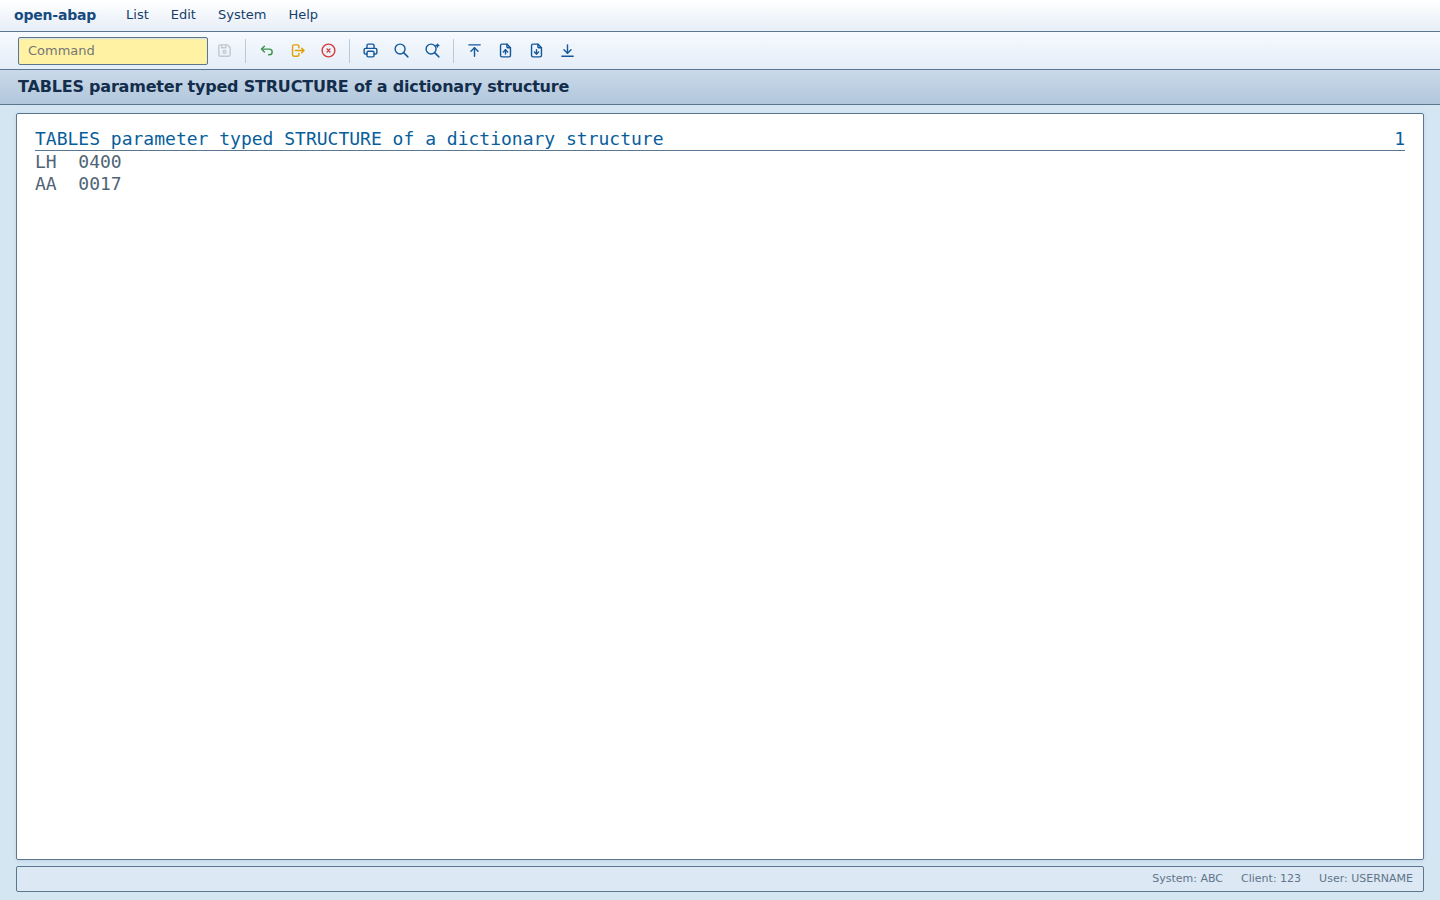 open-abap List Edit System Help
Command
TABLES parameter typed STRUCTURE of a dictionary structure
TABLES parameter typed STRUCTURE of a dictionary structure 1
LH 0400
AA 0017
System: ABC Client: 123 User: USERNAME